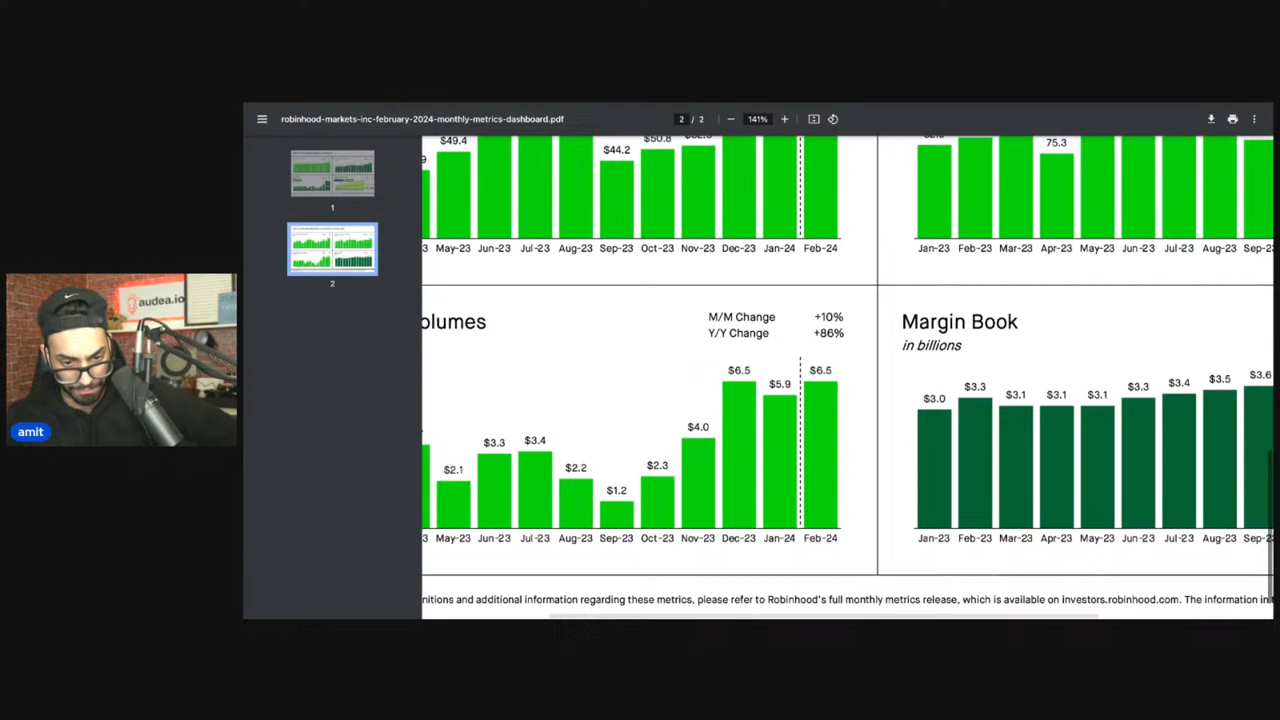 robinhood-markets-inc-february-2024-monthly-metrics-dashboard.pdf
2 / 2
141%
1
2
audea.io
amit
9 $49.4 $44.2 $50.8
May-23 Jun-23 Jul-23 Aug-23 Sep-23 Oct-23 Nov-23 Dec-23 Jan-24 Feb-24
75.3
Jan-23 Feb-23 Mar-23 Apr-23 May-23 Jun-23 Jul-23 Aug-23 Sep-2
olumes
M/M Change +10%
Y/Y Change +86%
$2.1 $3.3 $3.4 $2.2 $1.2 $2.3 $4.0 $6.5 $5.9 $6.5
3 May-23 Jun-23 Jul-23 Aug-23 Sep-23 Oct-23 Nov-23 Dec-23 Jan-24 Feb-24
Margin Book
in billions
$3.0 $3.3 $3.1 $3.1 $3.1 $3.3 $3.4 $3.5 $3.6
Jan-23 Feb-23 Mar-23 Apr-23 May-23 Jun-23 Jul-23 Aug-23 Sep-
nitions and additional information regarding these metrics, please refer to Robinhood's full monthly metrics release, which is available on investors.robinhood.com. The information in